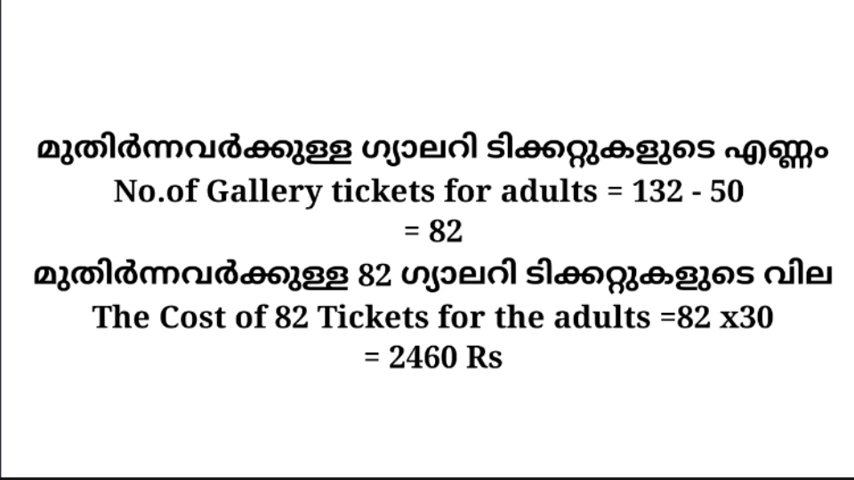 മുതിർന്നവർക്കുള്ള ഗ്യാലറി ടിക്കറ്റുകളുടെ എണ്ണം
No.of Gallery tickets for adults = 132 - 50
= 82
മുതിർന്നവർക്കുള്ള 82 ഗ്യാലറി ടിക്കറ്റുകളുടെ വില
The Cost of 82 Tickets for the adults =82 x30
= 2460 Rs